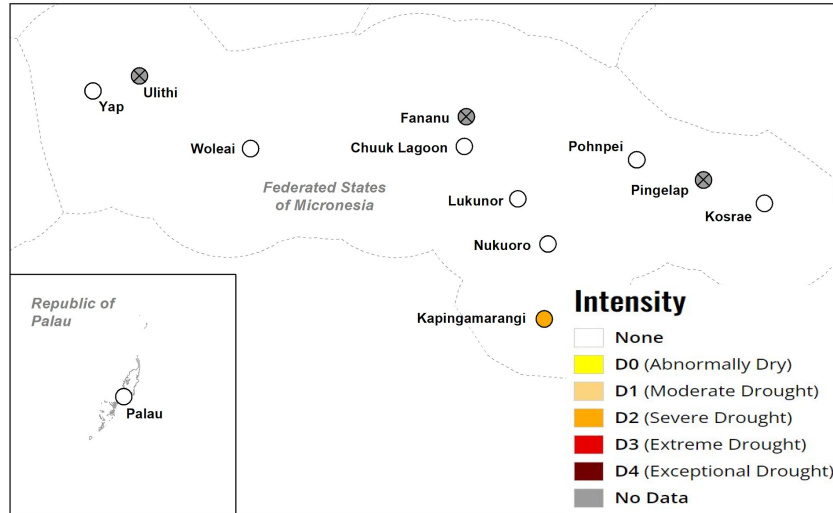 Ulithi
Yap
Fananu
Woleai
Chuuk Lagoon
Pohnpei
Pingelap
Federated States
of Micronesia
Lukunor
Kosrae
Nukuoro
Kapingamarangi
Republic of
Palau
Palau
Intensity
None
D0 (Abnormally Dry)
D1 (Moderate Drought)
D2 (Severe Drought)
D3 (Extreme Drought)
D4 (Exceptional Drought)
No Data